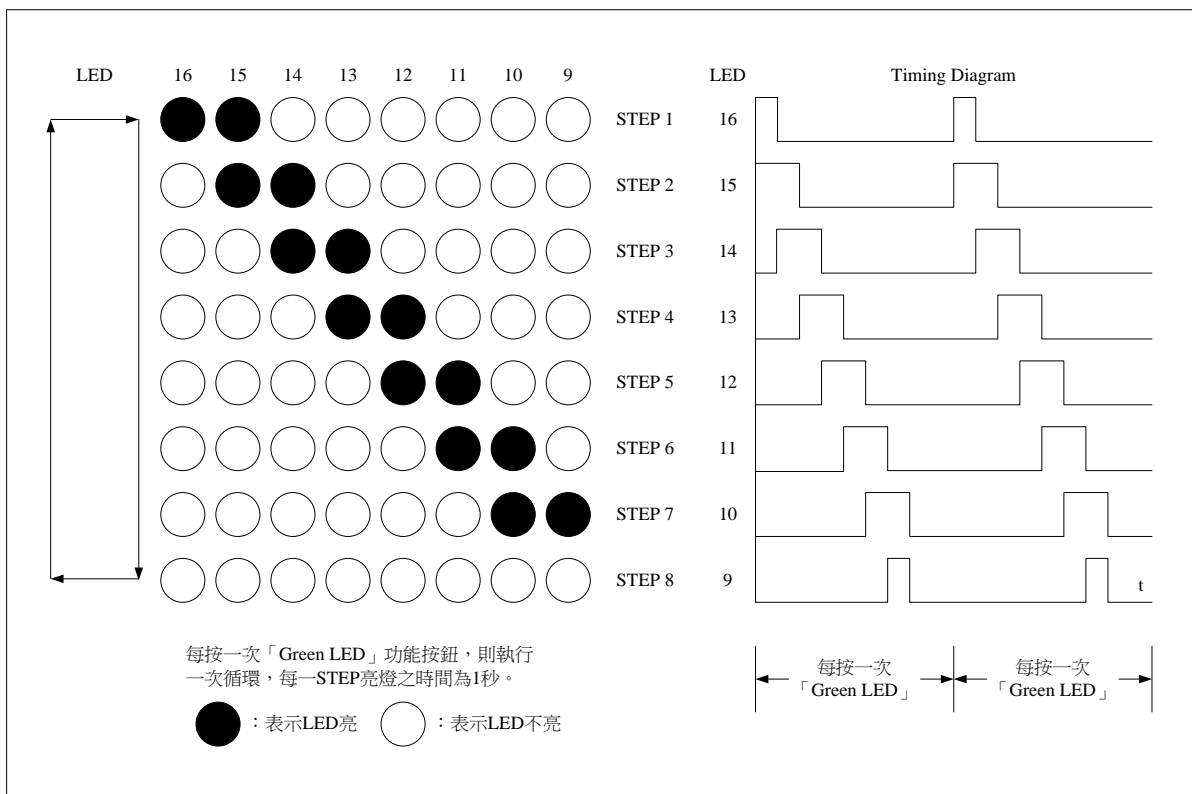 LED 16 15 14 13 12 11 10 9 LED Timing Diagram
STEP 1 16
STEP 2 15
STEP 3 14
STEP 4 13
STEP 5 12
STEP 6 11
STEP 7 10
STEP 8 9 t
每按一次「Green LED」功能按鈕，則執行
一次循環，每一STEP亮燈之時間為1秒。
：表示LED亮 ：表示LED不亮
每按一次 每按一次
「Green LED」 「Green LED」